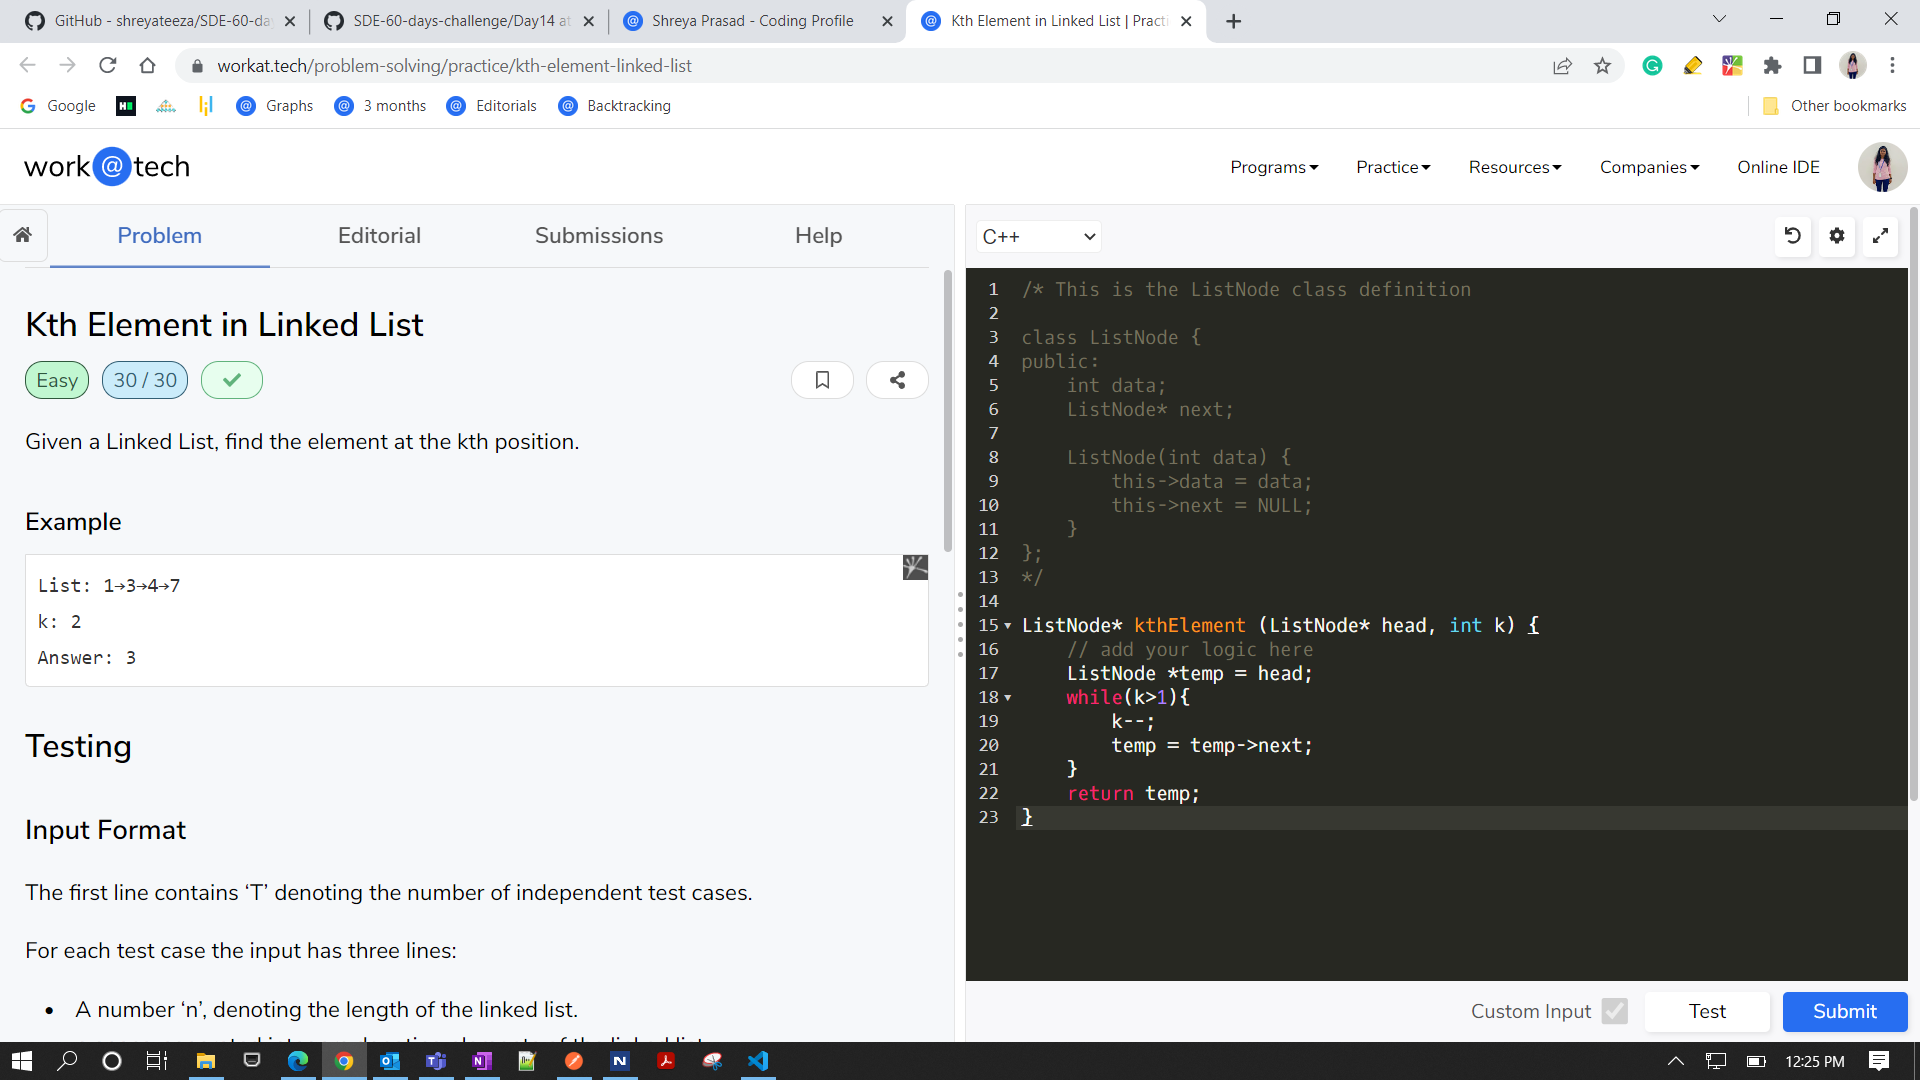 GitHub - shreyateeza/SDE-60-da
SDE-60-days-challenge/Day14 at
Shreya Prasad - Coding Profile
Kth Element in Linked List | Practi
workat.tech/problem-solving/practice/kth-element-linked-list
Google
Graphs
3 months
Editorials
Backtracking
Other bookmarks
work@tech
Programs
Practice
Resources
Companies
Online IDE
Problem
Editorial
Submissions
Help
Kth Element in Linked List
Easy
30 / 30
Given a Linked List, find the element at the kth position.
Example
List: 1→3→4→7
k: 2
Answer: 3
Testing
Input Format
The first line contains ‘T’ denoting the number of independent test cases.
For each test case the input has three lines:
• A number ‘n’, denoting the length of the linked list.
C++
1 /* This is the ListNode class definition
2
3 class ListNode {
4 public:
5     int data;
6     ListNode* next;
7
8     ListNode(int data) {
9         this->data = data;
10         this->next = NULL;
11     }
12 };
13 */
14
15 ListNode* kthElement (ListNode* head, int k) {
16     // add your logic here
17     ListNode *temp = head;
18     while(k>1){
19         k--;
20         temp = temp->next;
21     }
22     return temp;
23 }
Custom Input
Test
Submit
12:25 PM